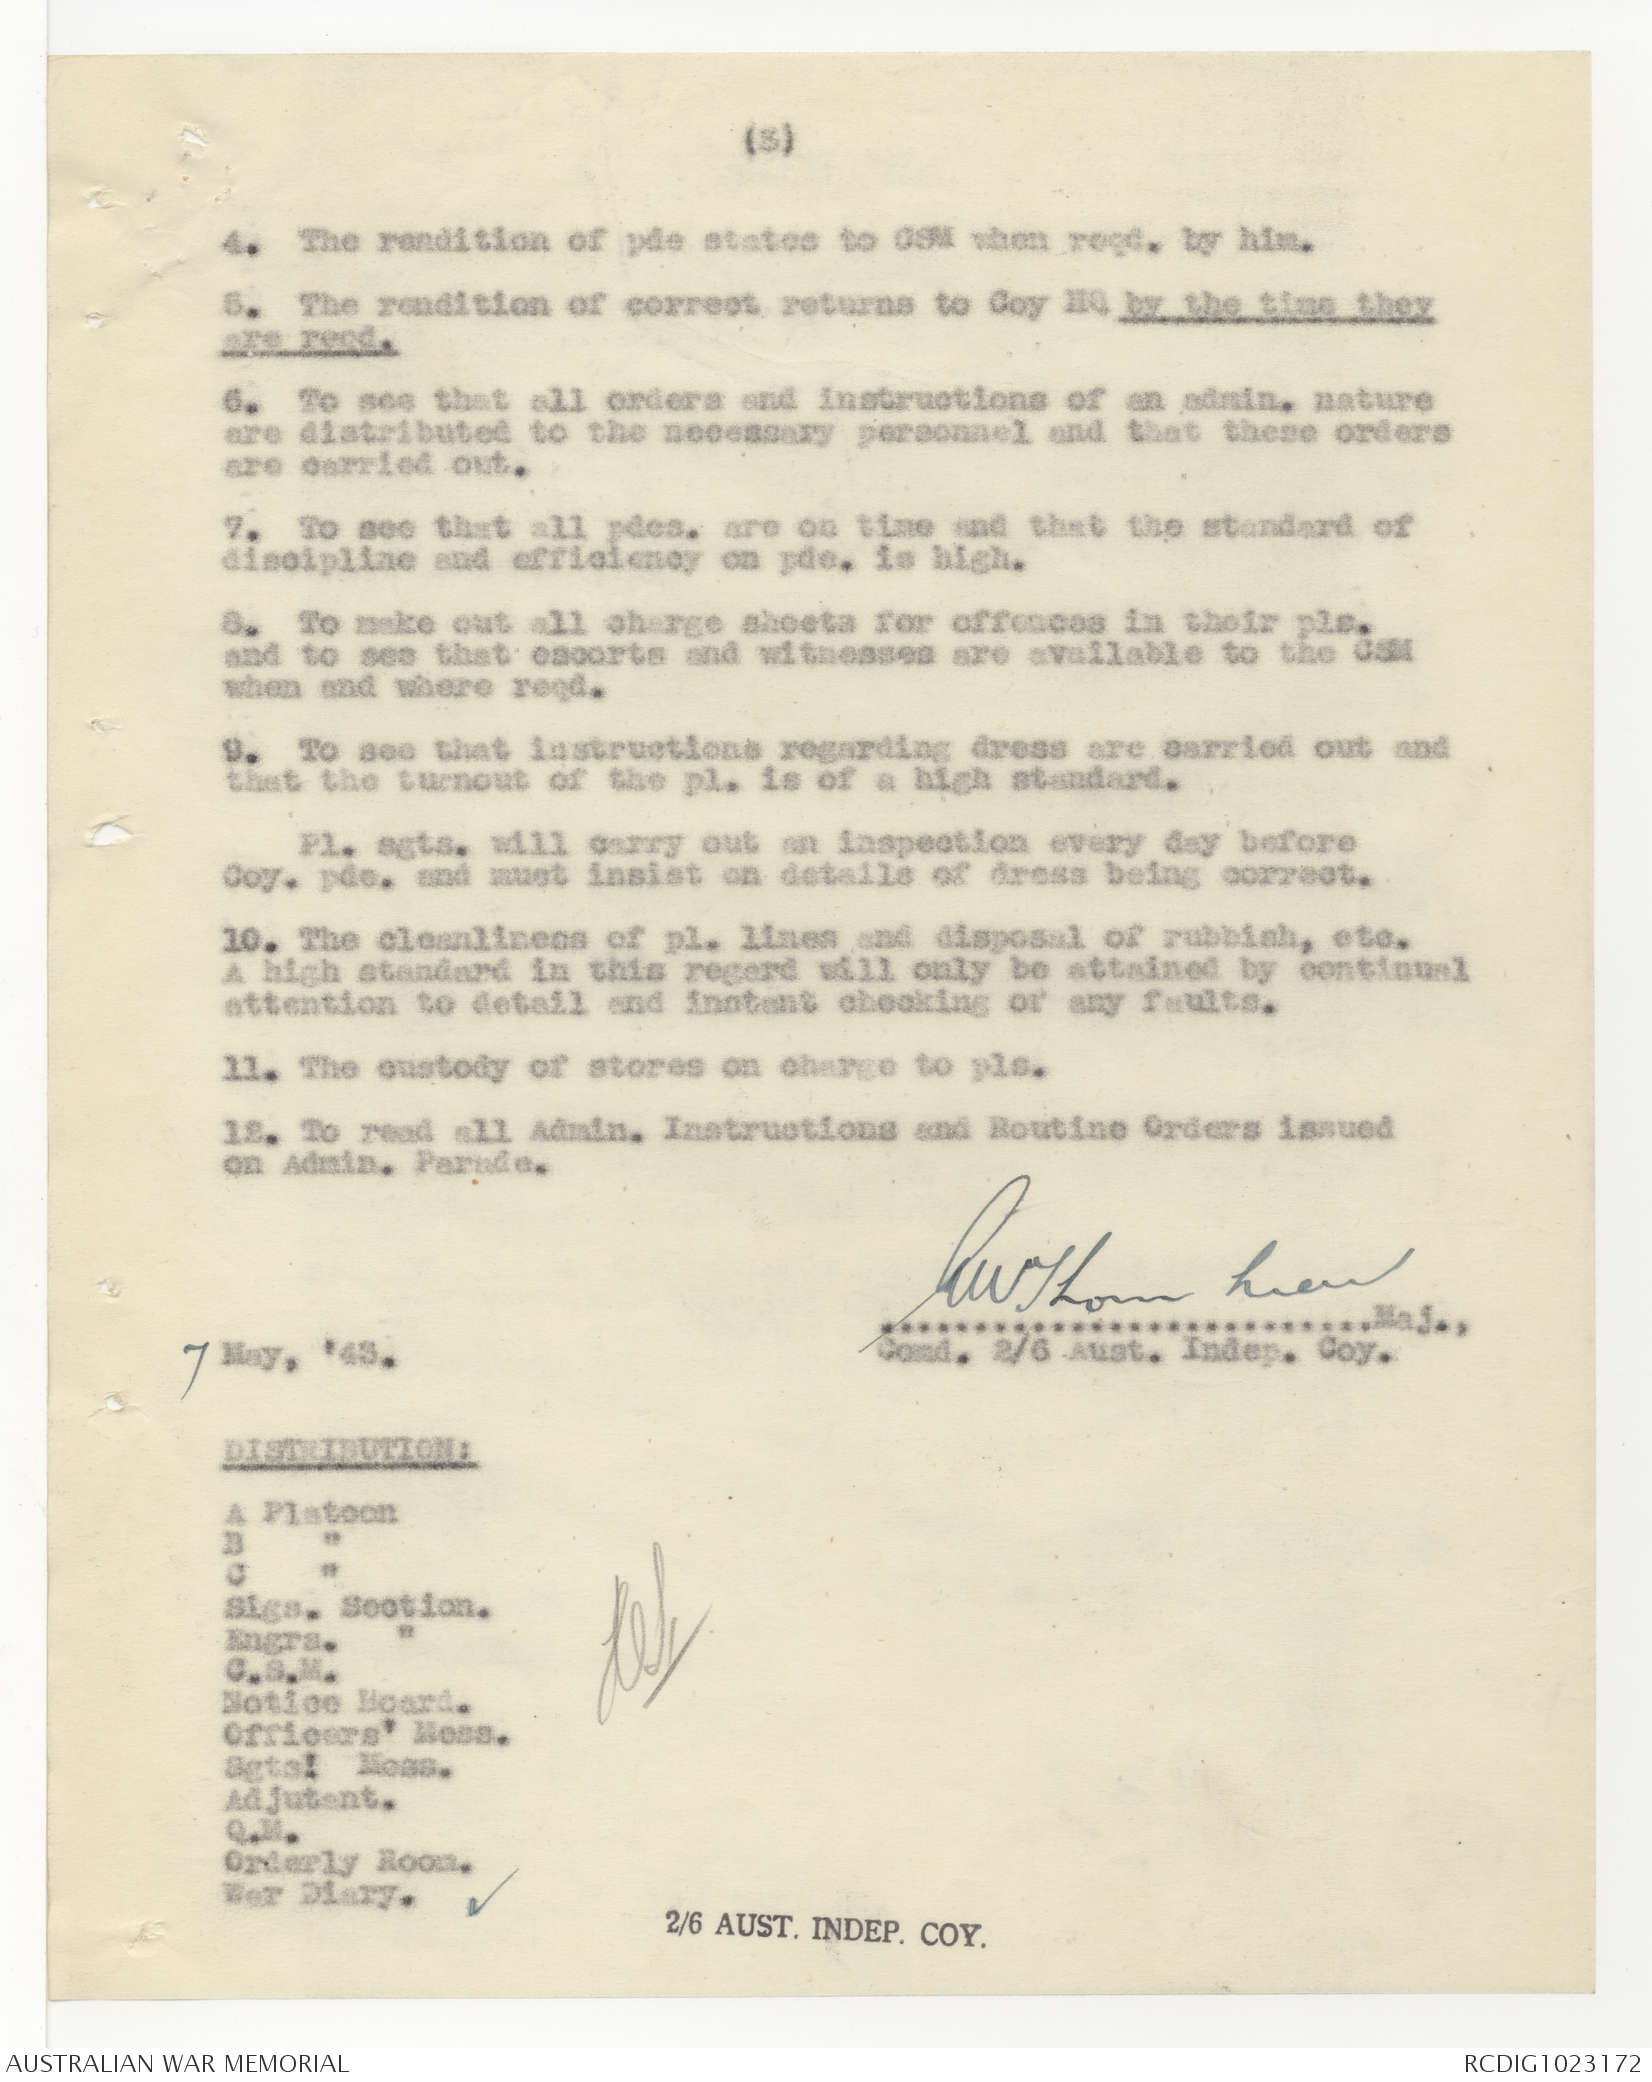 (3)
4. The rendition of pde states to CSM when reqd. by him.
5. The rendition of correct returns to Coy HQ by the time they
are reqd.
6. To see that all orders and instructions of an admin. nature
are distributed to the necessary personnel and that these orders
are carried out.
7. To see that all pdes. are on time and that the standard of
discipline and efficiency on pde. is high.
8. To make out all charge sheets for offences in their pls.
and to see that escorts and witnesses are available to the CSM
when and where reqd.
9. To see that instructions regarding dress are carried out and
that the turnout of the pl. is of a high standard.
Pl. sgts. will carry out an inspection every day before
Coy. pde. and must insist on details of dress being correct.
10. The cleanliness of pl. lines and disposal of rubbish, etc.
A high standard in this regard will only be attained by continual
attention to detail and instant checking of any faults.
11. The custody of stores on charge to pls.
12. To read all Admin. Instructions and Routine Orders issued
on Admin. Parade.
..........................Maj.,
7 May, '43.
Comd. 2/6 Aust. Indep. Coy.
DISTRIBUTION:
A Platoon
B "
C "
Sigs. Section.
Engrs. "
C.S.M.
Notice Board.
Officers' Mess.
Sgts! Mess.
Adjutant.
Q.M.
Orderly Room.
War Diary.
2/6 AUST. INDEP. COY.
AUSTRALIAN WAR MEMORIAL
RCDIG1023172